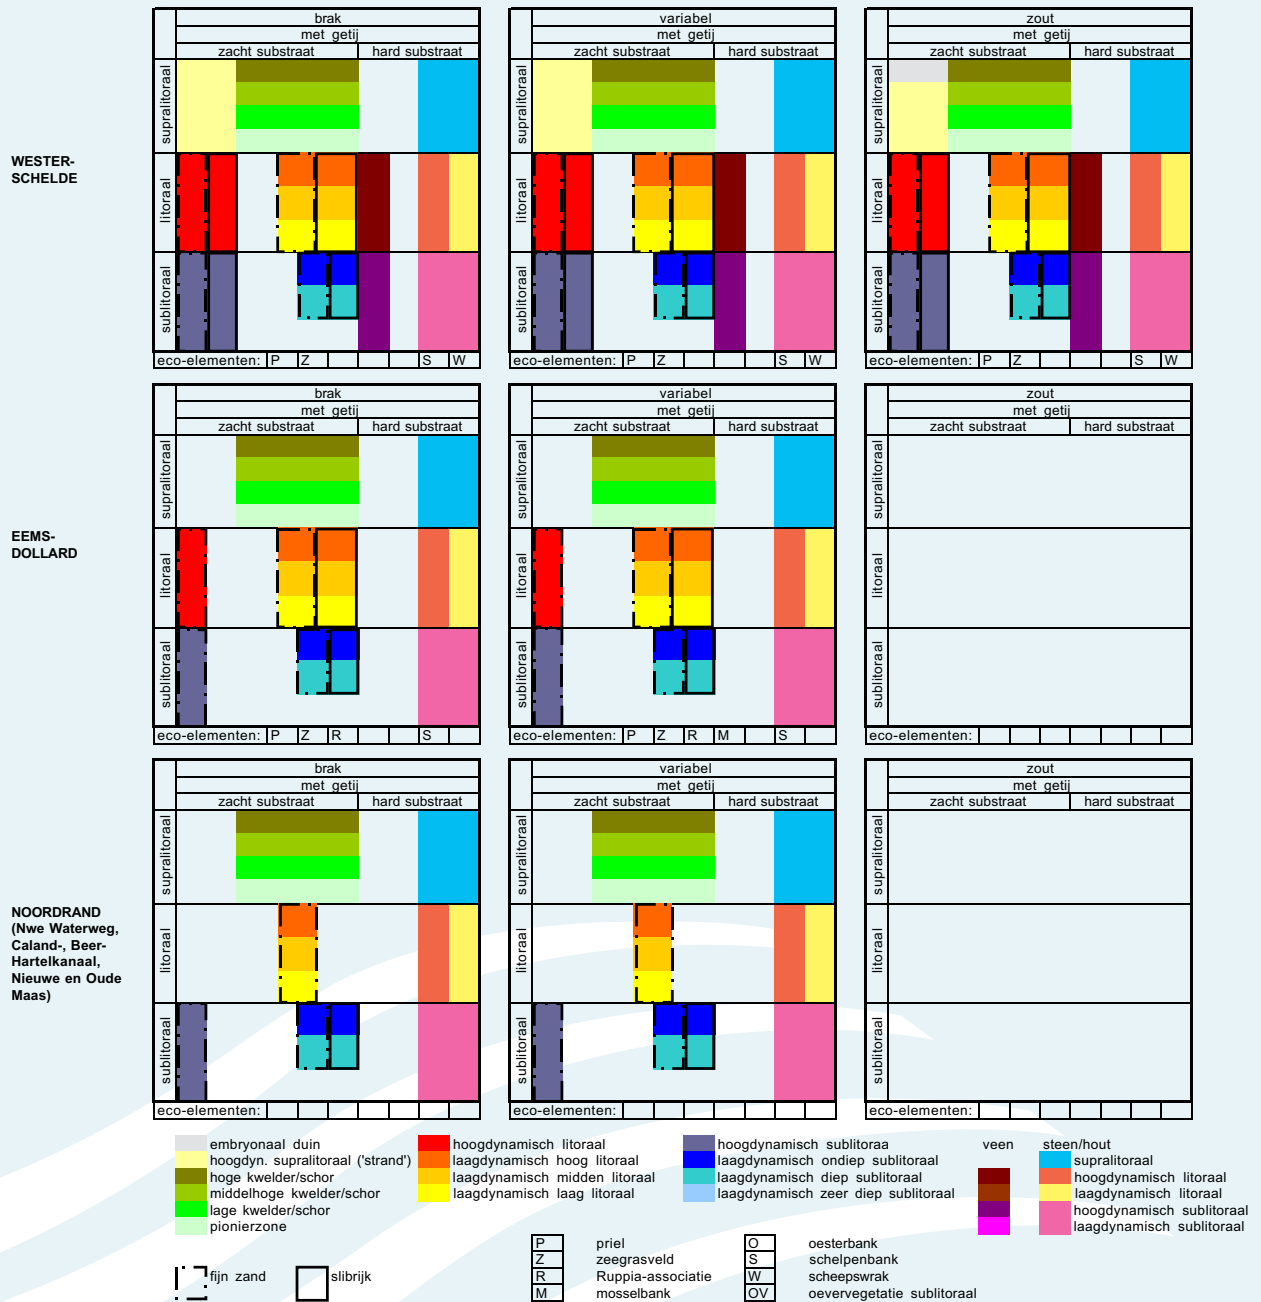 brak variabel zout
met getij met getij met getij
zacht substraat hard substraat zacht substraat hard substraat zacht substraat hard substraat
supralitoraal supralitoraal supralitoraal
WESTER-
SCHELDE
litoraal litoraal litoraal
sublitoraal sublitoraal sublitoraal
eco-elementen: P Z S W eco-elementen: P Z S W eco-elementen: P Z S W
brak variabel zout
met getij met getij met getij
zacht substraat hard substraat zacht substraat hard substraat zacht substraat hard substraat
supralitoraal supralitoraal supralitoraal
EEMS-
DOLLARD
litoraal litoraal litoraal
sublitoraal sublitoraal sublitoraal
eco-elementen: P Z R S eco-elementen: P Z R M S eco-elementen:
brak variabel zout
met getij met getij met getij
zacht substraat hard substraat zacht substraat hard substraat zacht substraat hard substraat
supralitoraal supralitoraal supralitoraal
NOORDRAND
(Nwe Waterweg,
Caland-, Beer-
Hartelkanaal,
Nieuwe en Oude
Maas)
litoraal litoraal litoraal
sublitoraal sublitoraal sublitoraal
eco-elementen: eco-elementen: eco-elementen:
embryonaal duin
hoogdyn. supralitoraal ('strand')
hoge kwelder/schor
middelhoge kwelder/schor
lage kwelder/schor
pionierzone
hoogdynamisch litoraal
laagdynamisch hoog litoraal
laagdynamisch midden litoraal
laagdynamisch laag litoraal
hoogdynamisch sublitoraa
laagdynamisch ondiep sublitoraal
laagdynamisch diep sublitoraal
laagdynamisch zeer diep sublitoraal
veen steen/hout
supralitoraal
hoogdynamisch litoraal
laagdynamisch litoraal
hoogdynamisch sublitoraal
laagdynamisch sublitoraal
fijn zand slibrijk
P priel
Z zeegrasveld
R Ruppia-associatie
M mosselbank
O oesterbank
S schelpenbank
W scheepswrak
OV oevervegetatie sublitoraal